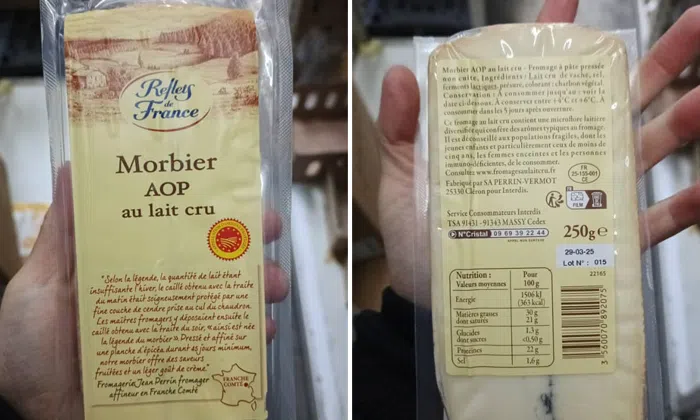 Reflets
de
France
Morbier
AOP
au lait cru
"Selon la légende, la quantité de lait étant
insuffisante l'hiver, le caillé obtenu avec la traite
du matin était soigneusement protégé par une
fine couche de cendre prise au cul du chaudron.
Les maîtres fromagers y déposaient ensuite le
caillé obtenu avec la traite du soir, « ainsi est née
la légende du morbier ». Dressé et affiné sur
une planche d'épicéa durant 45 jours minimum,
notre morbier offre des saveurs
fruitées et un léger goût de crème."
Fromagerie Jean Perrin fromager
affineur en Franche Comté
FRANCHE
COMTÉ
Morbier AOP au lait cru - Fromage à pâte pressée
non cuite. Ingrédients : Lait cru de vache, sel,
ferments lactiques, présure, colorant : charbon végétal.
Conservation : À consommer jusqu'au : voir la
date ci-dessous. À conserver entre +4°C et +6°C. À
consommer dans les 5 jours après ouverture.
Ce fromage au lait cru contient une microflore laitière
diversifiée qui confère des arômes typiques au fromage.
Il est déconseillé aux populations fragiles, dont les
jeunes enfants et particulièrement ceux de moins de
cinq ans, les femmes enceintes et les personnes
immuno-déficientes, de le consommer.
Consultez www.fromagesaulaitcru.fr
Fabriqué par SA PERRIN-VERMOT
25330 Cléron pour Interdis.
FR
25-155-001
CE
FR
FILM
Service Consommateurs Interdis
TSA 91431 - 91343 MASSY Cedex
N°Cristal 09 69 39 22 44
APPEL NON SURTAXÉ
250g e
29-03-25
Lot N° : 015
22165
Nutrition : Pour
Valeurs moyennes 100 g
Energie 1506 kJ
(363 kcal)
Matières grasses 30 g
dont saturés 21 g
Glucides 1,3 g
dont sucres <0,50 g
Protéines 22 g
Sel 1,6 g
3 560070 892075